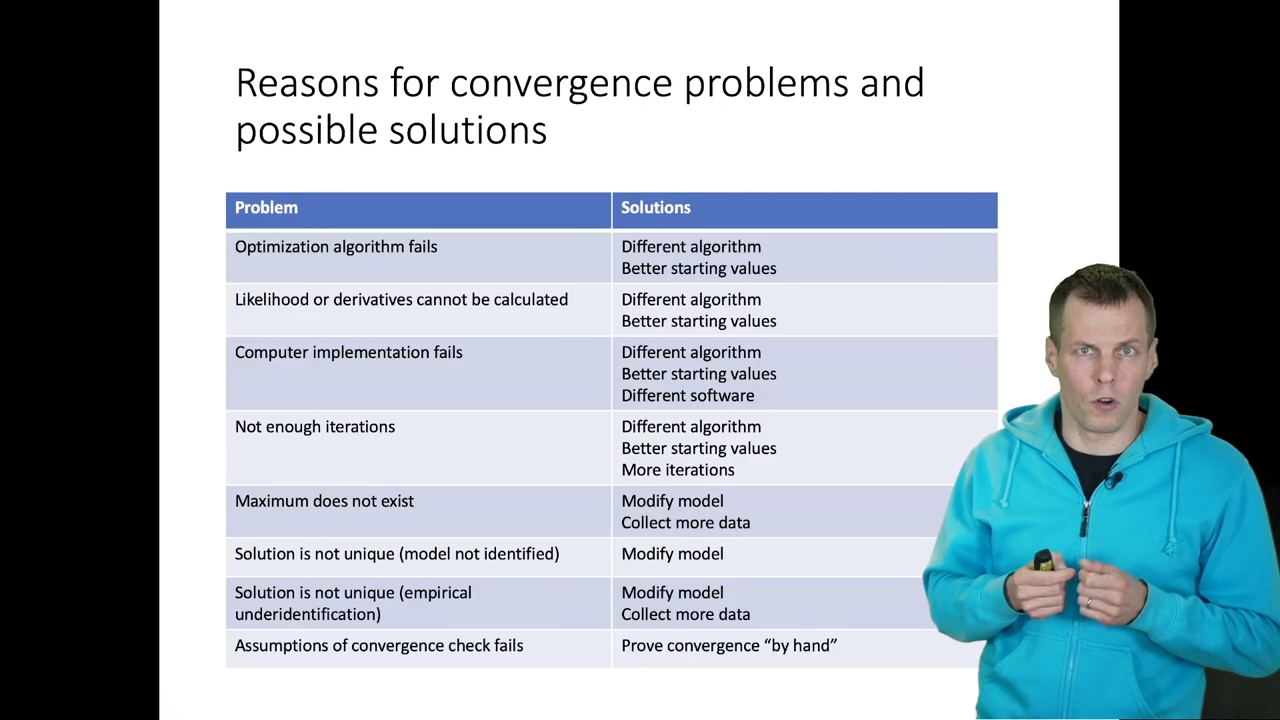 Reasons for convergence problems and
possible solutions
Problem
Solutions
Optimization algorithm fails
Different algorithm
Better starting values
Likelihood or derivatives cannot be calculated
Different algorithm
Better starting values
Computer implementation fails
Different algorithm
Better starting values
Different software
Not enough iterations
Different algorithm
Better starting values
More iterations
Maximum does not exist
Modify model
Collect more data
Solution is not unique (model not identified)
Modify model
Solution is not unique (empirical
underidentification)
Modify model
Collect more data
Assumptions of convergence check fails
Prove convergence “by hand”